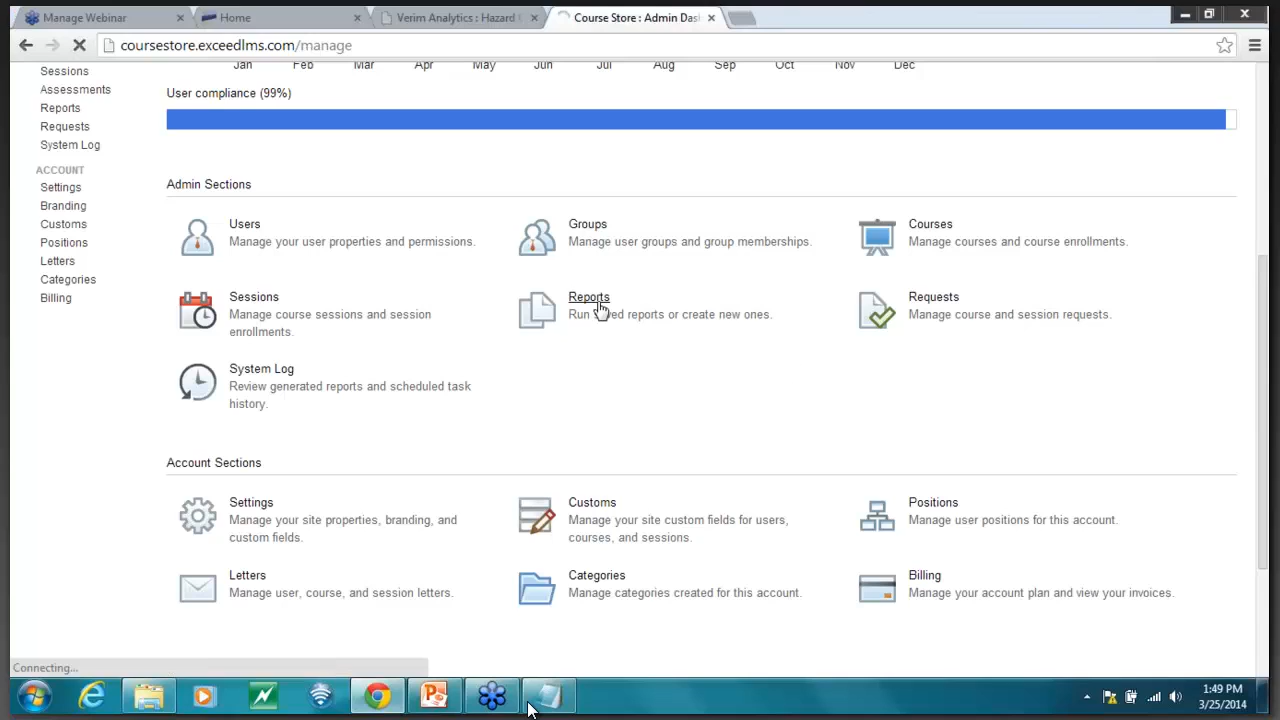 Manage Webinar
Home
Verim Analytics : Hazard
Course Store : Admin Das
coursestore.exceedlms.com/manage
Jan Feb Mar Apr May Jun Jul Aug Sep Oct Nov Dec
User compliance (99%)
Sessions
Assessments
Reports
Requests
System Log
ACCOUNT
Settings
Branding
Customs
Positions
Letters
Categories
Billing
Admin Sections
Users
Manage your user properties and permissions.
Groups
Manage user groups and group memberships.
Courses
Manage courses and course enrollments.
Sessions
Manage course sessions and session
enrollments.
Reports
Run reports or create new ones.
Requests
Manage course and session requests.
System Log
Review generated reports and scheduled task
history.
Account Sections
Settings
Manage your site properties, branding, and
custom fields.
Customs
Manage your site custom fields for users,
courses, and sessions.
Positions
Manage user positions for this account.
Letters
Manage user, course, and session letters.
Categories
Manage categories created for this account.
Billing
Manage your account plan and view your invoices.
Connecting...
1:49 PM
3/25/2014